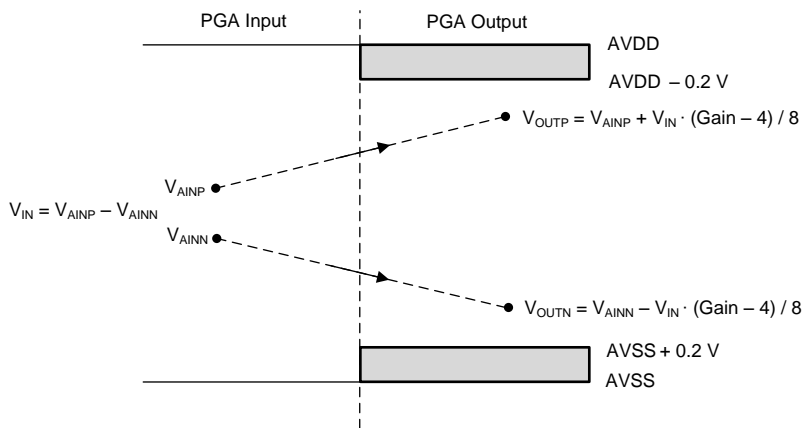 PGA Input
PGA Output
AVDD
AVDD – 0.2 V
V_OUTP = V_AINP + V_IN · (Gain – 4) / 8
V_AINP
V_IN = V_AINP – V_AINN
V_AINN
V_OUTN = V_AINN – V_IN · (Gain – 4) / 8
AVSS + 0.2 V
AVSS